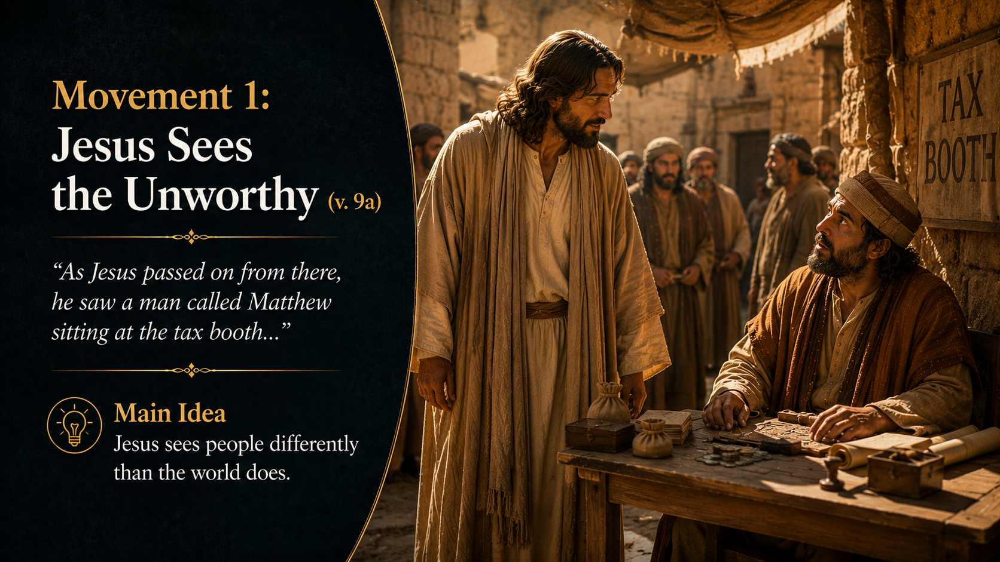 Movement 1:
Jesus Sees
the Unworthy (v. 9a)
“As Jesus passed on from there,
he saw a man called Matthew
sitting at the tax booth...”
Main Idea
Jesus sees people differently
than the world does.
TAX
BOOTH